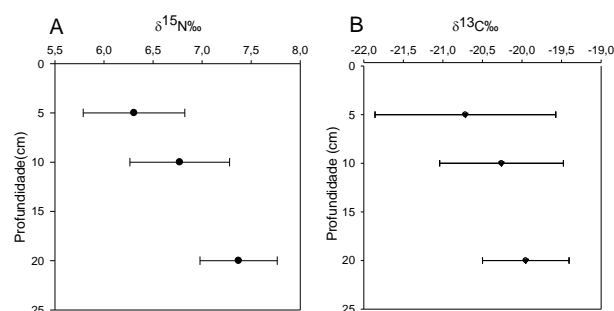 A
δ15N‰
5,5 6,0 6,5 7,0 7,5 8,0
0
5
10
15
20
25
Profundidade(cm)
B
δ13C‰
-22,0 -21,5 -21,0 -20,5 -20,0 -19,5 -19,0
0
5
10
15
20
25
Profundidade (cm)